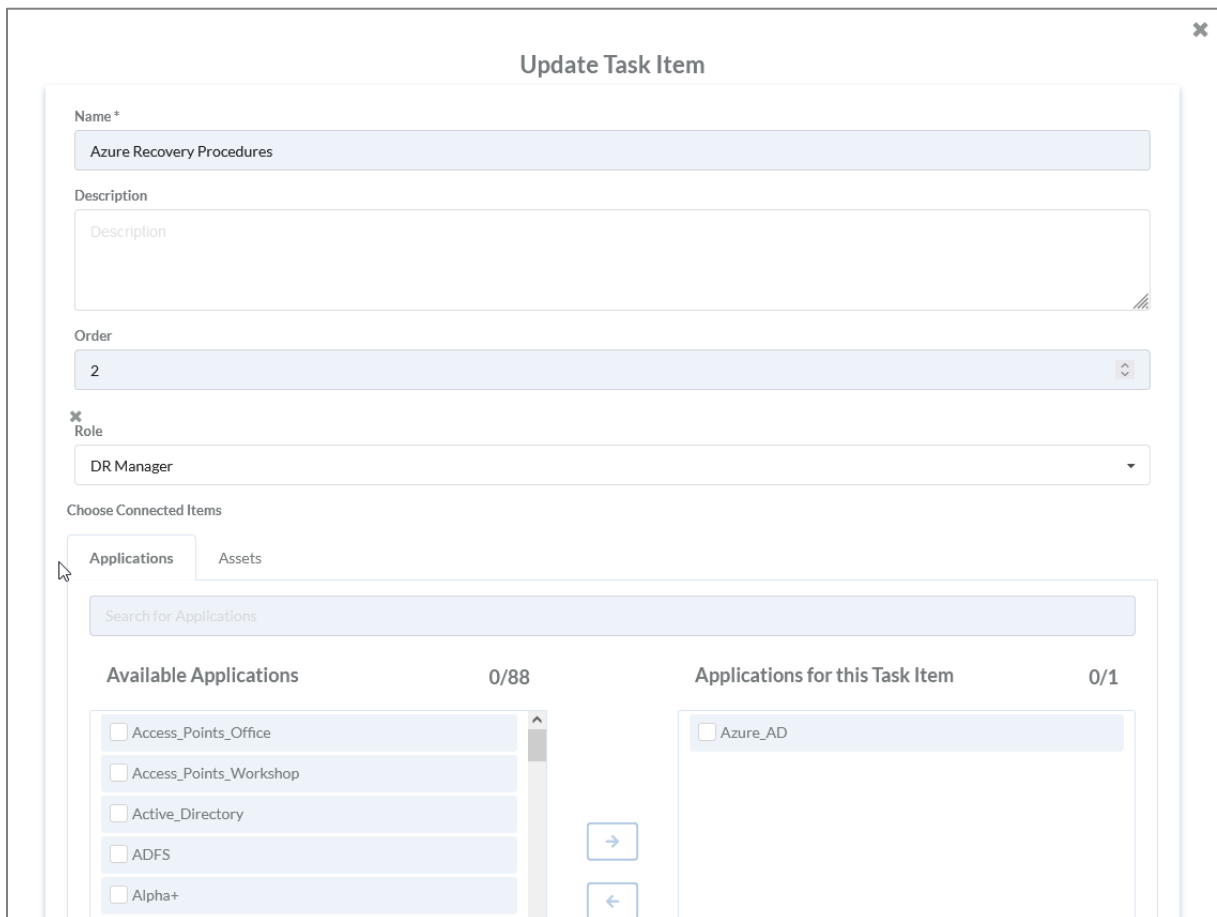 Update Task Item
Name *
Azure Recovery Procedures
Description
Description
Order
2
Role
DR Manager
Choose Connected Items
Applications Assets
Search for Applications
Available Applications 0/88 Applications for this Task Item 0/1
Access_Points_Office Azure_AD
Access_Points_Workshop
Active_Directory
ADFS
Alpha+